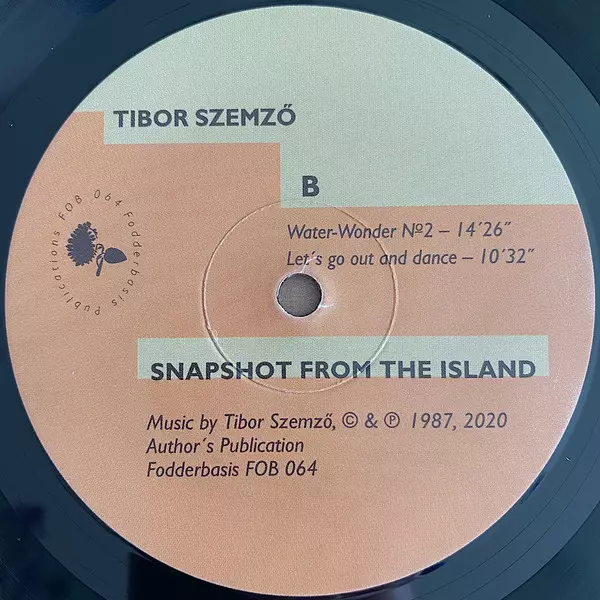 TIBOR SZEMZŐ
B
Water-Wonder №2 – 14´26”
Let´s go out and dance – 10´32”
Publications FOB 064 Fodderbasis
SNAPSHOT FROM THE ISLAND
Music by Tibor Szemző, © & ℗ 1987, 2020
Author´s Publication
Fodderbasis FOB 064